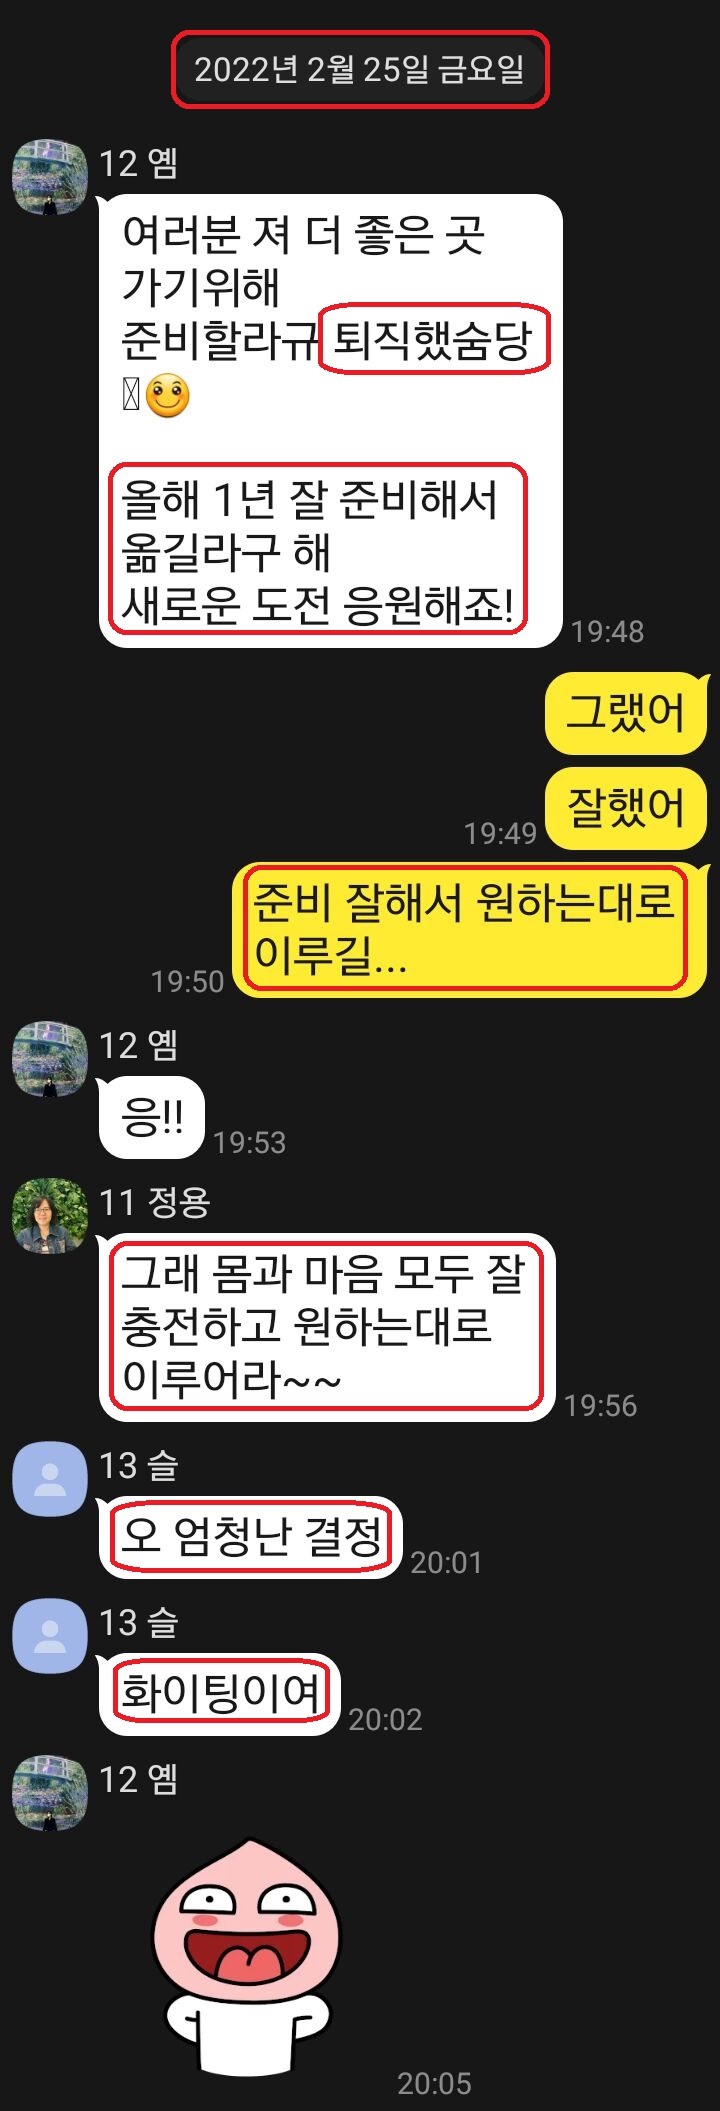 2022년 2월 25일 금요일
12 옘
여러분 져 더 좋은 곳
가기위해
준비할라규 퇴직했숨당
올해 1년 잘 준비해서
옮길라구 해
새로운 도전 응원해죠!
19:48
그랬어
잘했어
19:49
준비 잘해서 원하는대로
이루길...
19:50
12 옘
응!!
19:53
11 정용
그래 몸과 마음 모두 잘
충전하고 원하는대로
이루어라~~
19:56
13 슬
오 엄청난 결정
20:01
13 슬
화이팅이여
20:02
12 옘
20:05